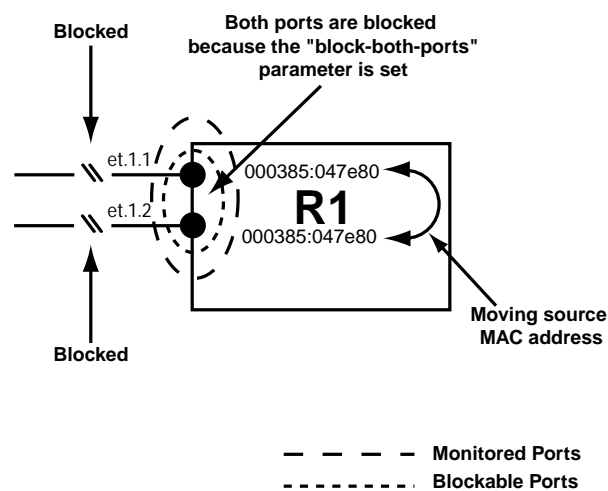 Blocked
Both ports are blocked
because the "block-both-ports"
parameter is set
et.1.1
000385:047e80
R1
et.1.2
000385:047e80
Moving source
MAC address
Blocked
Monitored Ports
Blockable Ports